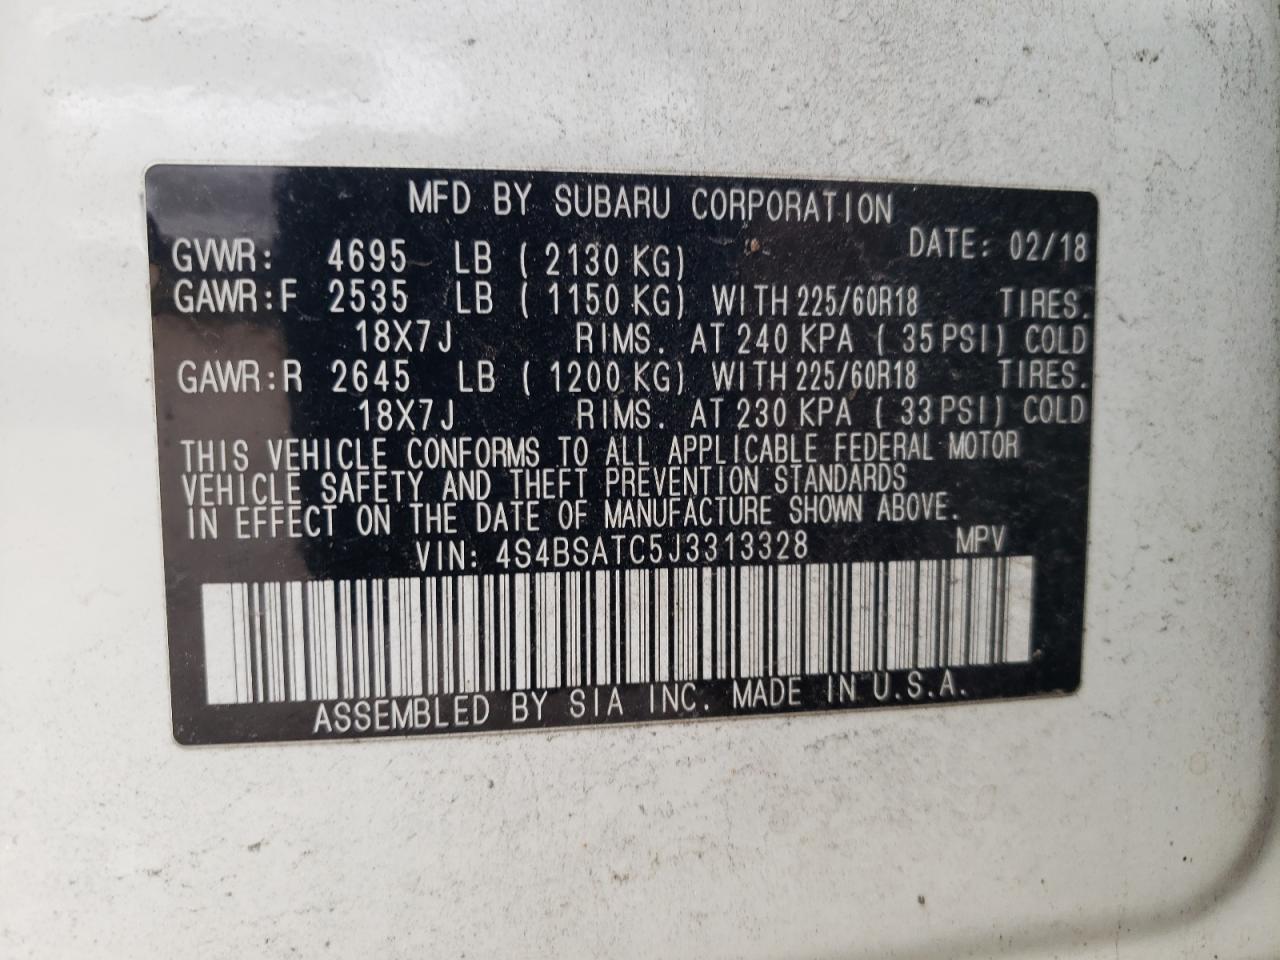 MFD BY SUBARU CORPORATION
GVWR: 4695 LB ( 2130 KG) DATE: 02/18
GAWR:F 2535 LB ( 1150 KG) WITH 225/60R18 TIRES.
18X7J RIMS. AT 240 KPA ( 35 PSI) COLD
GAWR:R 2645 LB ( 1200 KG) WITH 225/60R18 TIRES.
18X7J RIMS. AT 230 KPA ( 33 PSI) COLD
THIS VEHICLE CONFORMS TO ALL APPLICABLE FEDERAL MOTOR
VEHICLE SAFETY AND THEFT PREVENTION STANDARDS
IN EFFECT ON THE DATE OF MANUFACTURE SHOWN ABOVE.
VIN: 4S4BSATC5J3313328 MPV
ASSEMBLED BY SIA INC. MADE IN U.S.A.